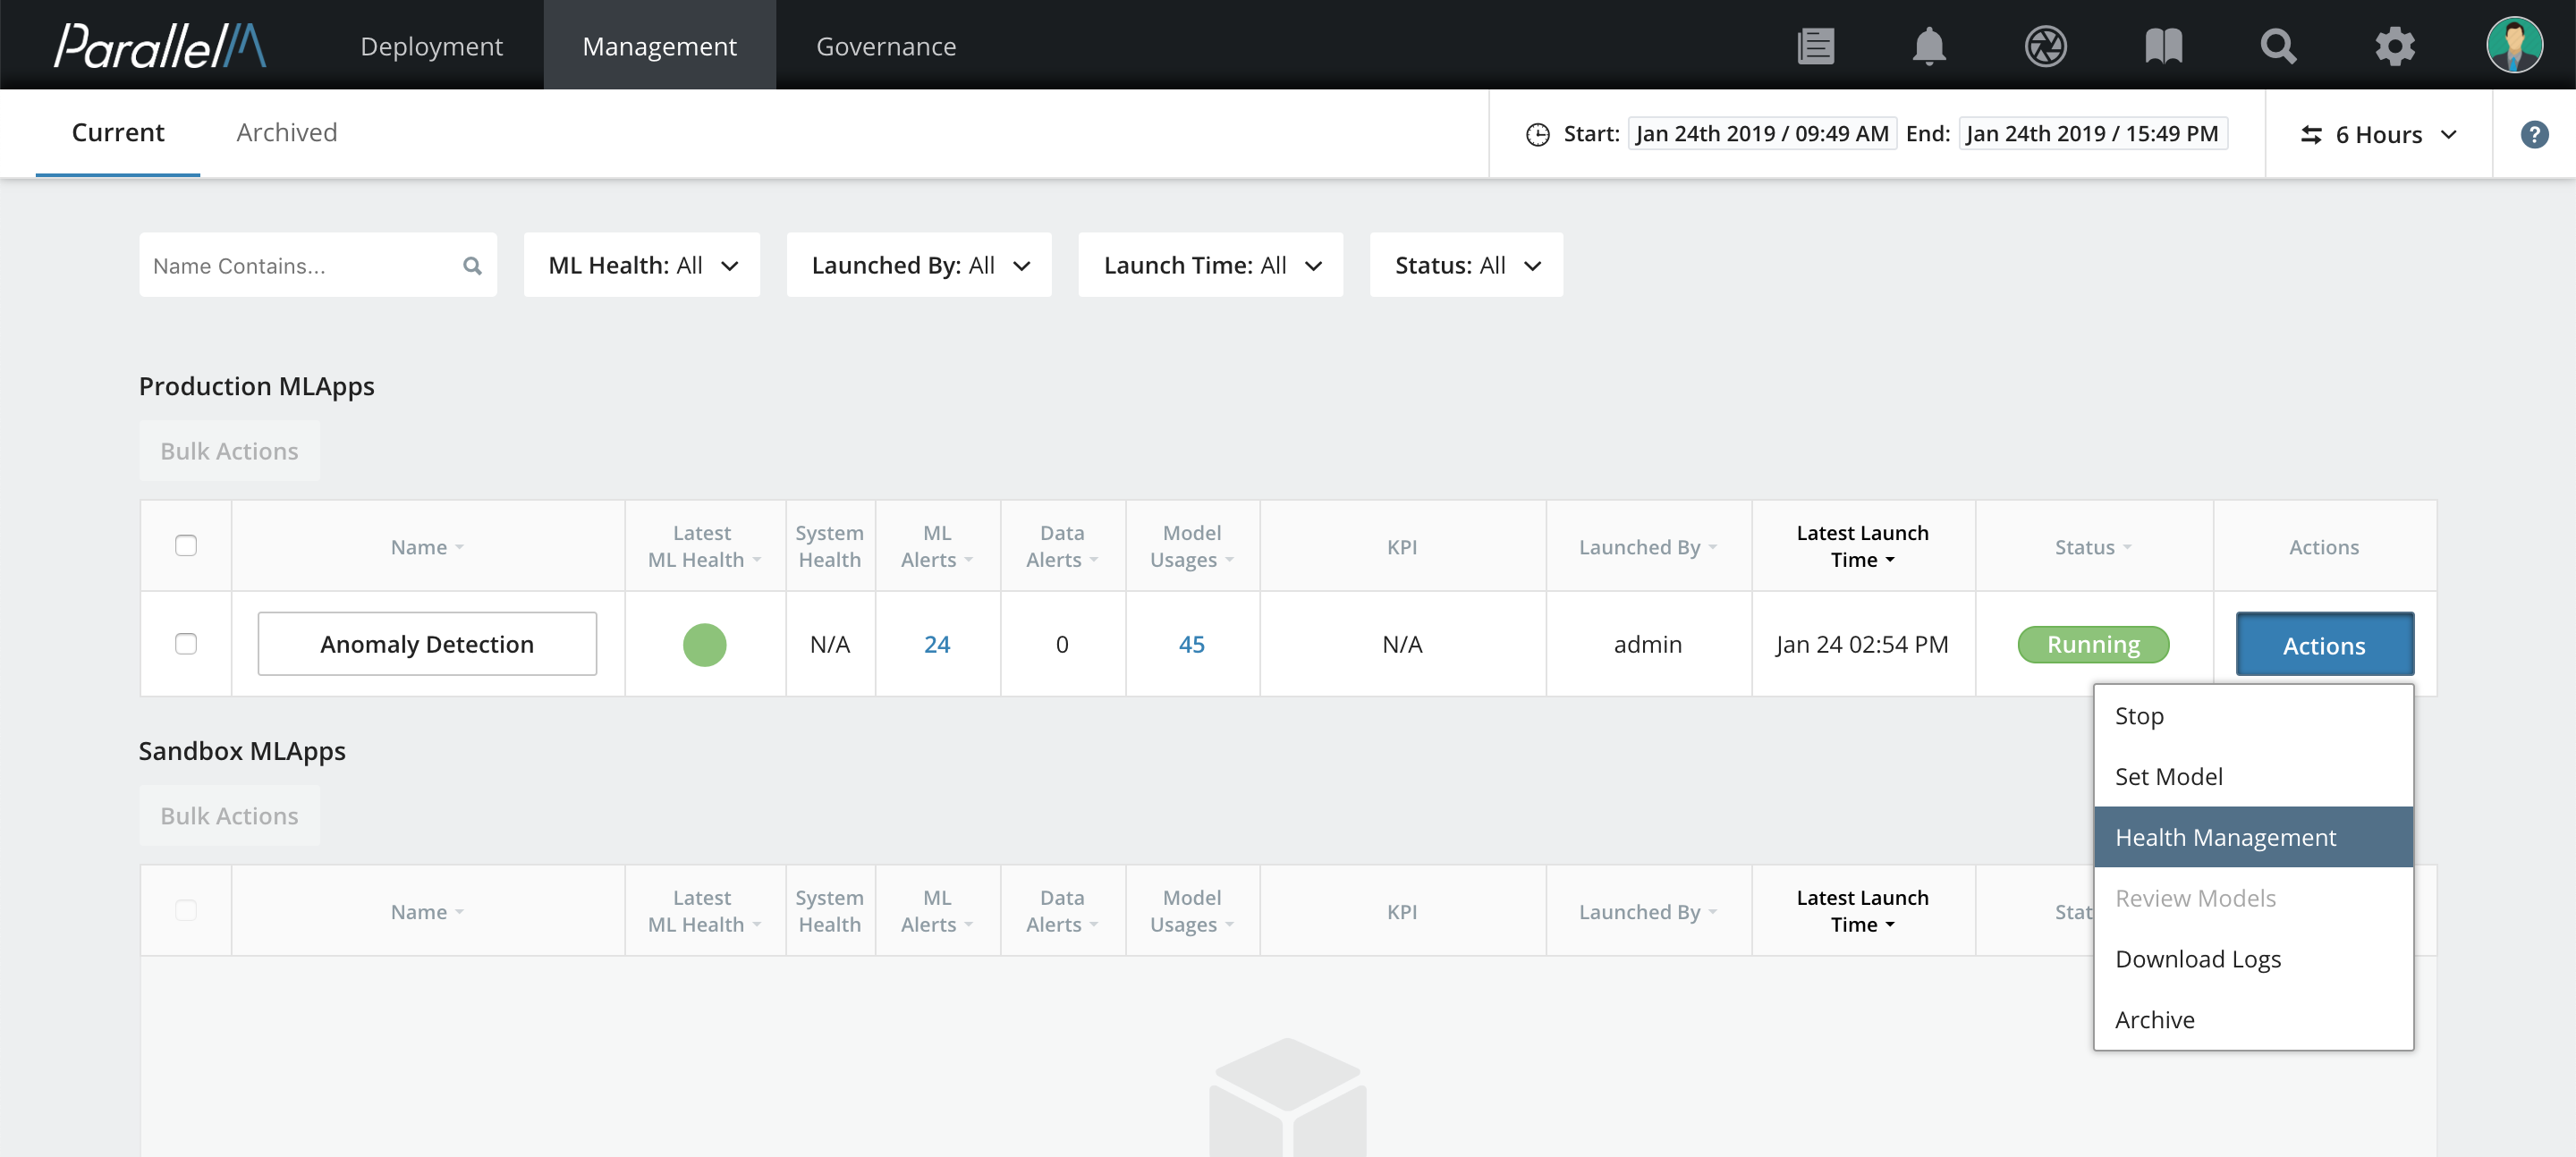 ParallelM
Deployment
Management
Governance
Current
Archived
Start: Jan 24th 2019 / 09:49 AM End: Jan 24th 2019 / 15:49 PM
6 Hours
?
Name Contains...
ML Health: All
Launched By: All
Launch Time: All
Status: All
Production MLApps
Bulk Actions
Name
Latest
ML Health
System
Health
ML
Alerts
Data
Alerts
Model
Usages
KPI
Launched By
Latest Launch
Time
Status
Actions
Anomaly Detection
N/A
24
0
45
N/A
admin
Jan 24 02:54 PM
Running
Actions
Stop
Set Model
Health Management
Review Models
Download Logs
Archive
Sandbox MLApps
Bulk Actions
Name
Latest
ML Health
System
Health
ML
Alerts
Data
Alerts
Model
Usages
KPI
Launched By
Latest Launch
Time
Stat